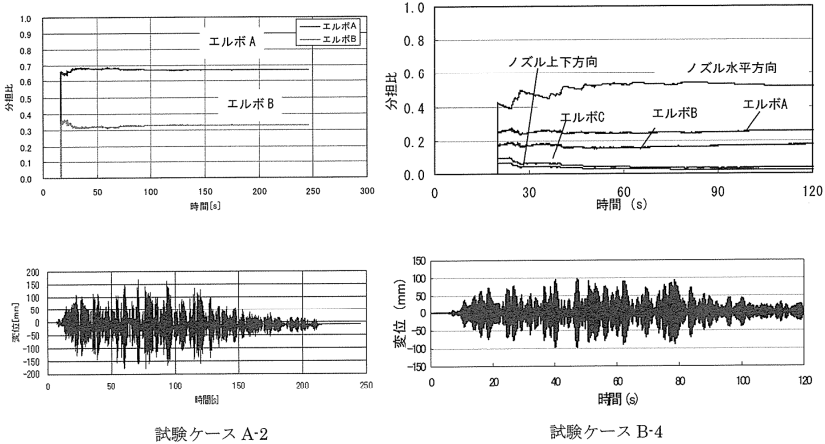 1.0
0.9
0.8
0.7
0.6
0.5
0.4
0.3
0.2
0.1
0.0
分担比
エルボA
エルボB
エルボA
エルボB
0 50 100 150 200 250 300
時間[s]
1.0
0.8
0.6
0.4
0.2
0.0
分担比
ノズル上下方向
ノズル水平方向
エルボC
エルボB
エルボA
0 30 60 90 120
時間 (s)
200
150
100
50
0
-50
-100
-150
-200
変位[mm]
0 50 100 150 200 250
時間[s]
試験ケース A-2
150
100
50
0
-50
-100
-150
変位 (mm)
0 20 40 60 80 100 120
時間(s)
試験ケース B-4